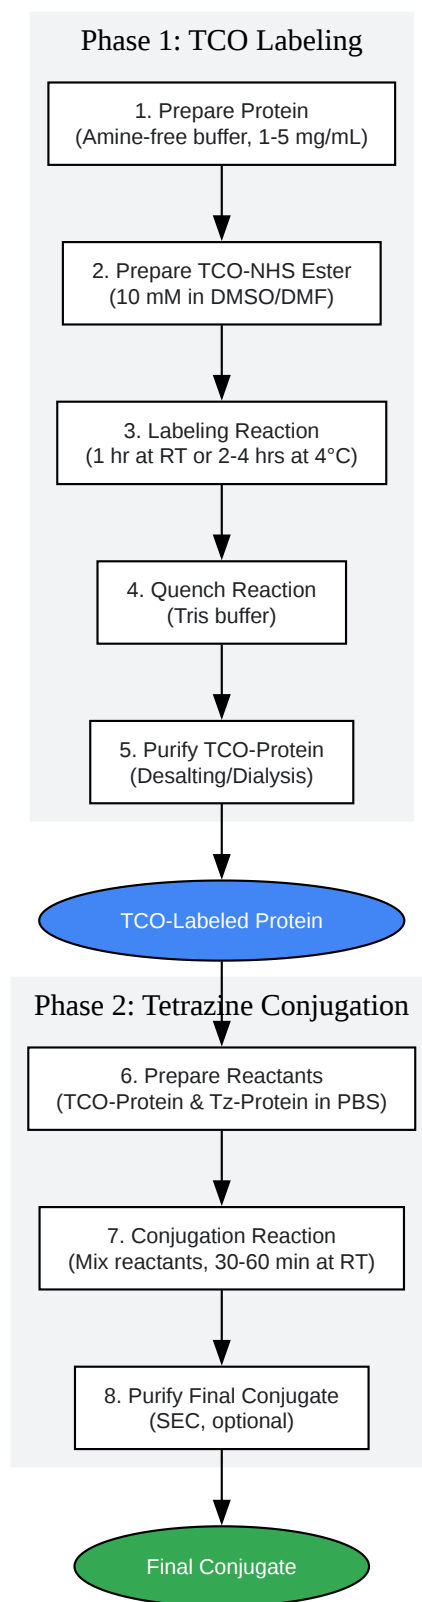 Phase 1: TCO Labeling
1. Prepare Protein
(Amine-free buffer, 1-5 mg/mL)
2. Prepare TCO-NHS Ester
(10 mM in DMSO/DMF)
3. Labeling Reaction
(1 hr at RT or 2-4 hrs at 4°C)
4. Quench Reaction
(Tris buffer)
5. Purify TCO-Protein
(Desalting/Dialysis)
TCO-Labeled Protein
Phase 2: Tetrazine Conjugation
6. Prepare Reactants
(TCO-Protein & Tz-Protein in PBS)
7. Conjugation Reaction
(Mix reactants, 30-60 min at RT)
8. Purify Final Conjugate
(SEC, optional)
Final Conjugate